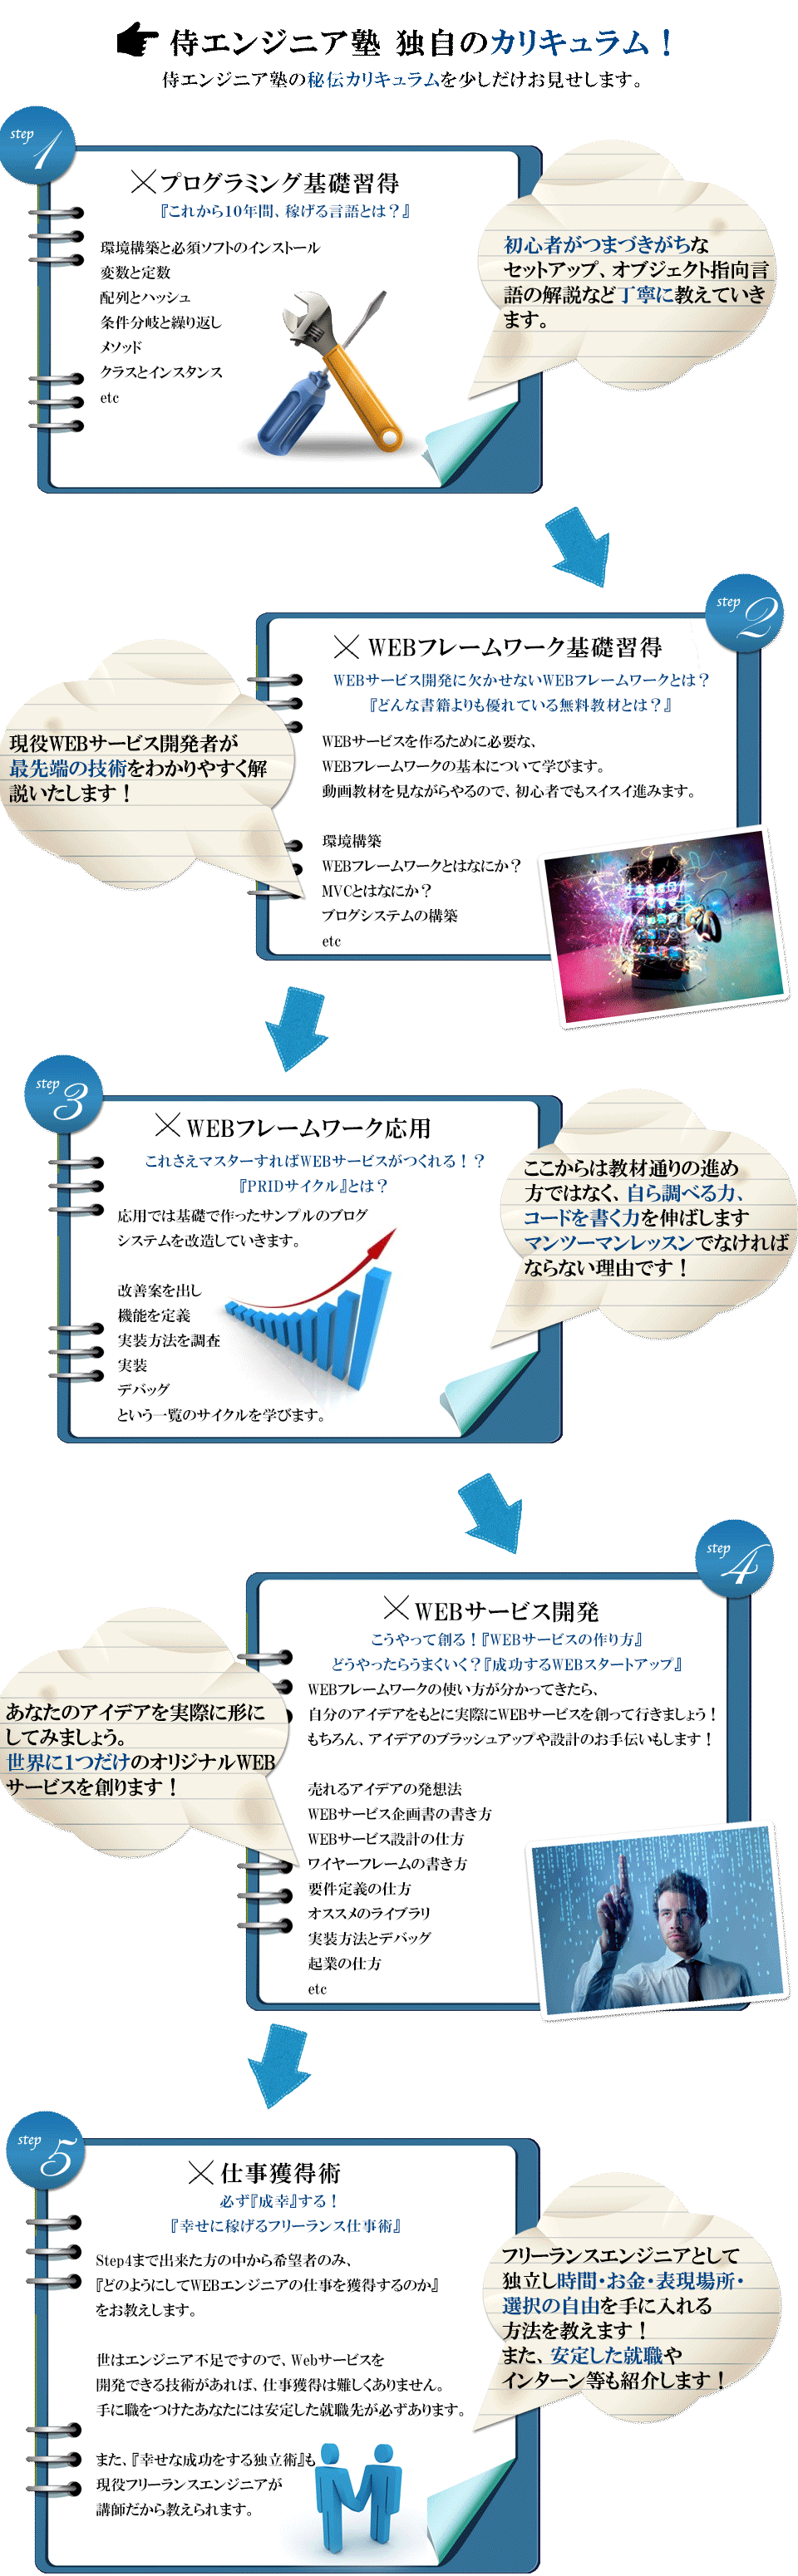 侍エンジニア塾 独自のカリキュラム！
侍エンジニア塾の秘伝カリキュラムを少しだけお見せします。
step 1
プログラミング基礎習得
『これから10年間、稼げる言語とは？』
環境構築と必須ソフトのインストール
変数と定数
配列とハッシュ
条件分岐と繰り返し
メソッド
クラスとインスタンス
etc
初心者がつまづきがちな
セットアップ、オブジェクト指向言
語の解説など丁寧に教えていき
ます。
step 2
WEBフレームワーク基礎習得
WEBサービス開発に欠かせないWEBフレームワークとは？
『どんな書籍よりも優れている無料教材とは？』
WEBサービスを作るために必要な、
WEBフレームワークの基本について学びます。
動画教材を見ながらやるので、初心者でもスイスイ進みます。
環境構築
WEBフレームワークとはなにか？
MVCとはなにか？
ブログシステムの構築
etc
現役WEBサービス開発者が
最先端の技術をわかりやすく解
説いたします！
step 3
WEBフレームワーク応用
これさえマスターすればWEBサービスがつくれる！？
『PRIDサイクル』とは？
応用では基礎で作ったサンプルのブログ
システムを改造していきます。
改善案を出し
機能を定義
実装方法を調査
実装
デバッグ
という一覧のサイクルを学びます。
ここからは教材通りの進め
方ではなく、自ら調べる力、
コードを書く力を伸ばします
マンツーマンレッスンでなければ
ならない理由です！
step 4
WEBサービス開発
こうやって創る！『WEBサービスの作り方』
どうやったらうまくいく？『成功するWEBスタートアップ』
WEBフレームワークの使い方が分かってきたら、
自分のアイデアをもとに実際にWEBサービスを創って行きましょう！
もちろん、アイデアのブラッシュアップや設計のお手伝いもします！
売れるアイデアの発想法
WEBサービス企画書の書き方
WEBサービス設計の仕方
ワイヤーフレームの書き方
要件定義の仕方
オススメのライブラリ
実装方法とデバッグ
起業の仕方
etc
あなたのアイデアを実際に形に
してみましょう。
世界に1つだけのオリジナルWEB
サービスを創ります！
step 5
仕事獲得術
必ず『成幸』する！
『幸せに稼げるフリーランス仕事術』
Step4まで出来た方の中から希望者のみ、
『どのようにしてWEBエンジニアの仕事を獲得するのか』
をお教えします。
世はエンジニア不足ですので、Webサービスを
開発できる技術があれば、仕事獲得は難しくありません。
手に職をつけたあなたには安定した就職先が必ずあります。
また、『幸せな成功をする独立術』も
現役フリーランスエンジニアが
講師だから教えられます。
フリーランスエンジニアとして
独立し時間・お金・表現場所・
選択の自由を手に入れる
方法を教えます！
また、安定した就職や
インターン等も紹介します！